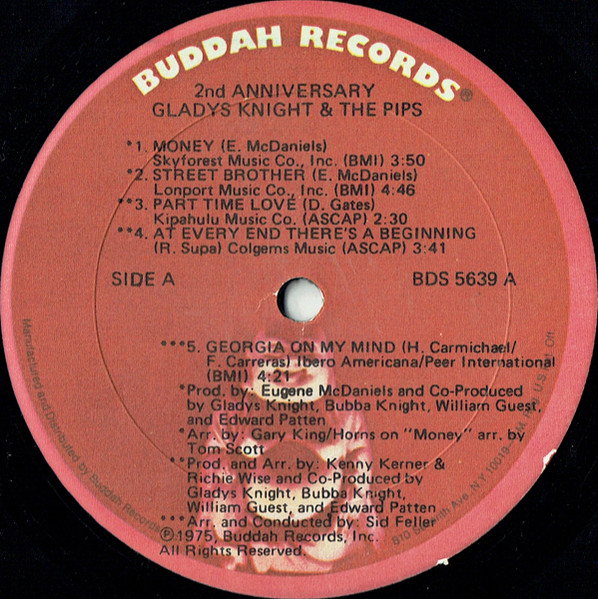 BUDDAH RECORDS®
2nd ANNIVERSARY
GLADYS KNIGHT & THE PIPS
*1. MONEY (E. McDaniels)
Skyforest Music Co., Inc. (BMI) 3:50
*2. STREET BROTHER (E. McDaniels)
Lonport Music Co., Inc. (BMI) 4:46
**3. PART TIME LOVE (D. Gates)
Kipahulu Music Co. (ASCAP) 2:30
**4. AT EVERY END THERE'S A BEGINNING
(R. Supa) Colgems Music (ASCAP) 3:41
SIDE A
BDS 5639 A
***5. GEORGIA ON MY MIND (H. Carmichael/
F. Carreras) Ibero Americana/Peer International
(BMI) 4:21
*Prod. by: Eugene McDaniels and Co-Produced
by Gladys Knight, Bubba Knight, William Guest,
and Edward Patten
*Arr. by: Gary King/Horns on "Money" arr. by
Tom Scott
**Prod. and Arr. by: Kenny Kerner &
Richie Wise and Co-Produced by
Gladys Knight, Bubba Knight,
William Guest, and Edward Patten
***Arr. and Conducted by: Sid Feller
℗1975, Buddah Records, Inc.
All Rights Reserved.
Manufactured and Distributed by Buddah Records
810 Seventh Ave., N.Y. 10019 U.S. Off